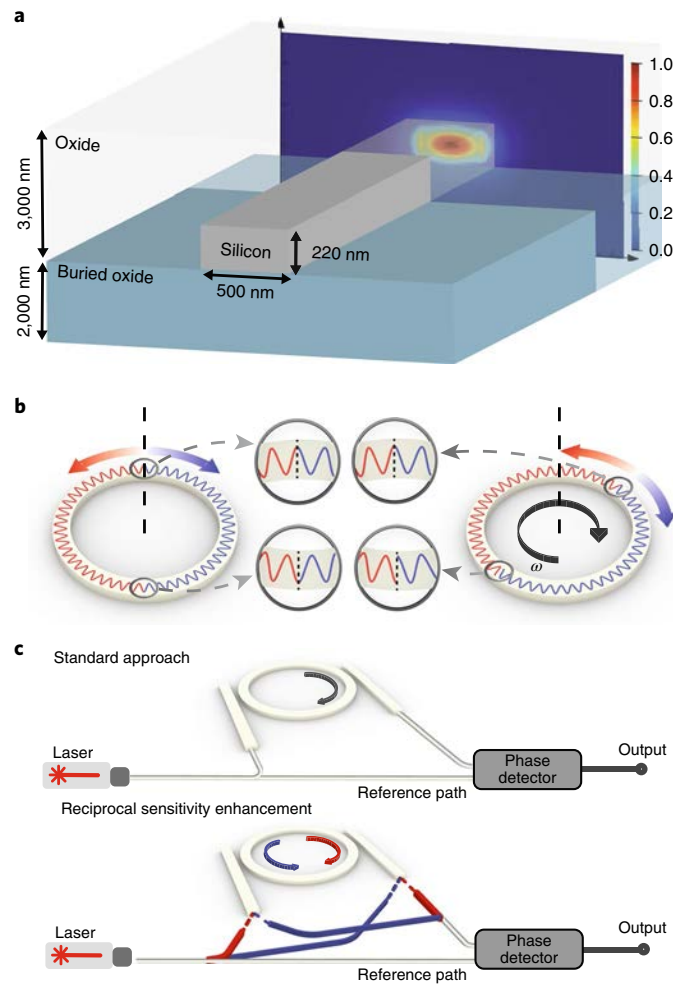 a
1.0
0.8
0.6
0.4
0.2
0.0
Oxide
3,000 nm
Silicon
220 nm
500 nm
Buried oxide
2,000 nm
b
ω
c
Standard approach
Laser
Phase
detector
Output
Reference path
Reciprocal sensitivity enhancement
Laser
Phase
detector
Output
Reference path